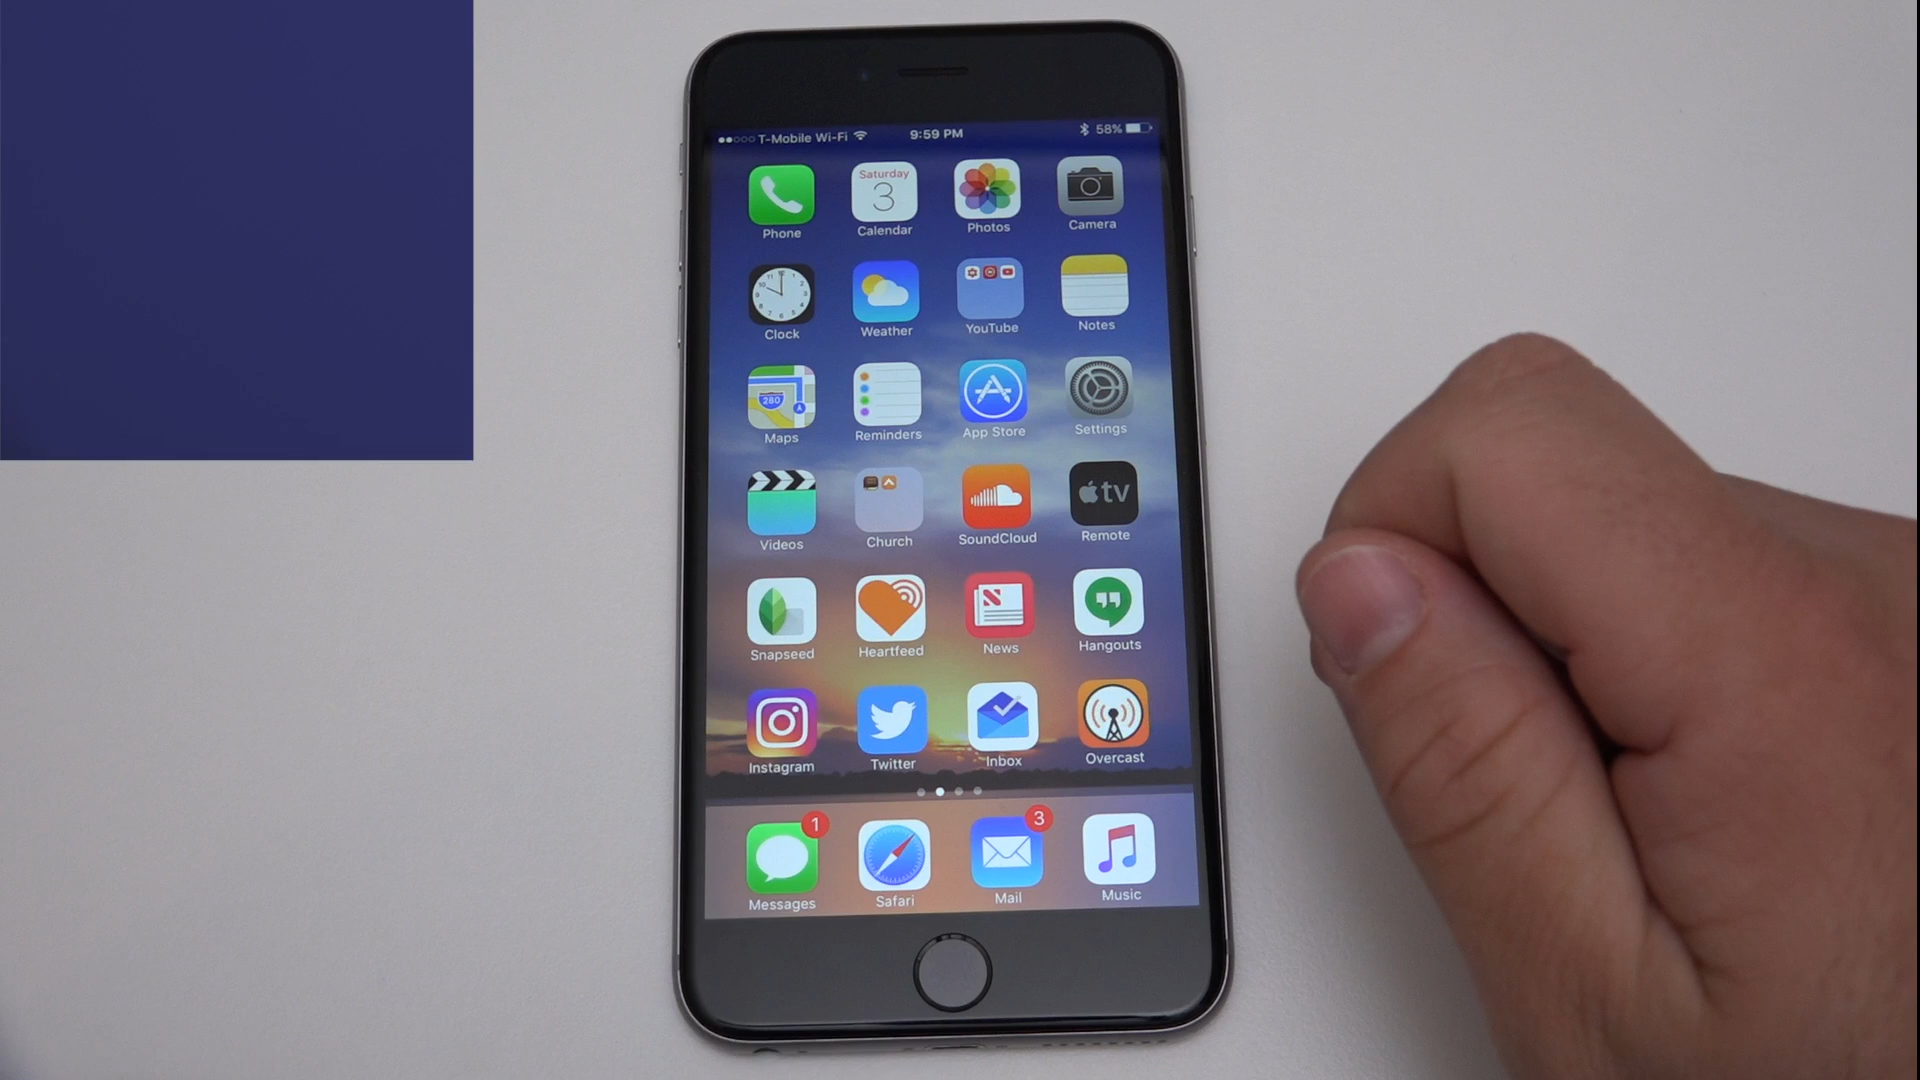 T-Mobile Wi-Fi 9:59 PM 58%
Saturday
3
Phone Calendar Photos Camera
Clock Weather YouTube Notes
280
Maps Reminders App Store Settings
tv
Videos Church SoundCloud Remote
Snapseed Heartfeed News Hangouts
Instagram Twitter Inbox Overcast
1 3
Messages Safari Mail Music